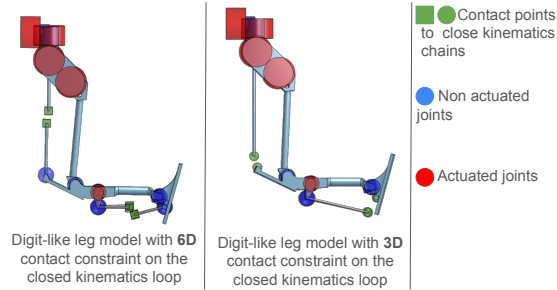 Digit-like leg model with 6D
contact constraint on the
closed kinematics loop
Digit-like leg model with 3D
contact constraint on the
closed kinematics loop
Contact points
to close kinematics
chains
Non actuated
joints
Actuated joints